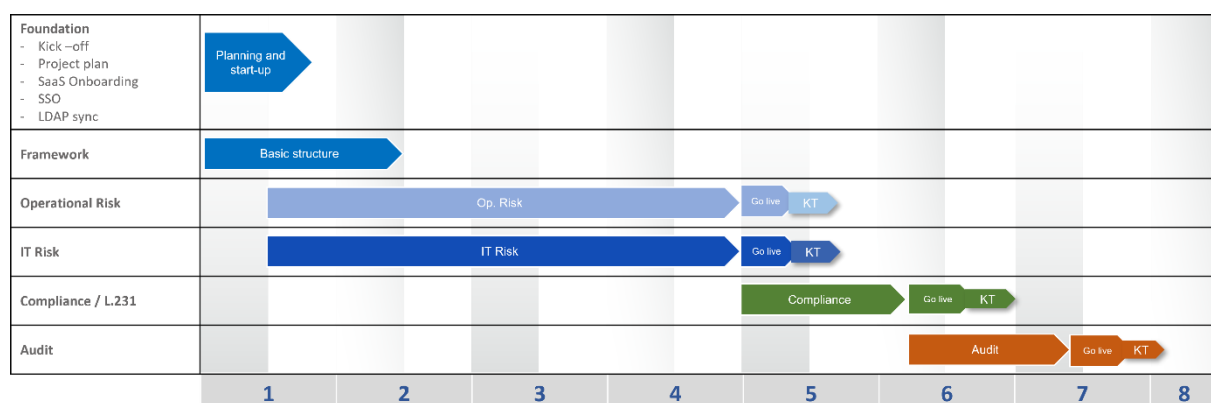 Foundation
- Kick –off
- Project plan
- SaaS Onboarding
- SSO
- LDAP sync
Planning and
start-up
Framework
Basic structure
Operational Risk
Op. Risk
Go live
KT
IT Risk
IT Risk
Go live
KT
Compliance / L.231
Compliance
Go live
KT
Audit
Audit
Go live
KT
1 2 3 4 5 6 7 8